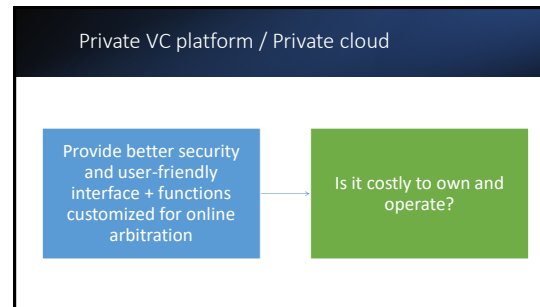 Private VC platform / Private cloud
Provide better security
and user-friendly
interface + functions
customized for online
arbitration
Is it costly to own and
operate?